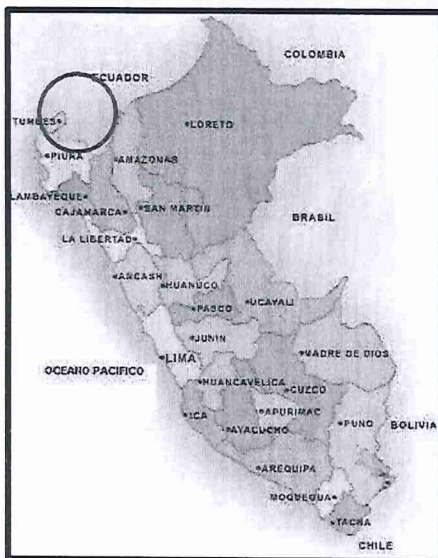 COLOMBIA
ECUADOR
TUMBES
LORETO
PIURA
AMAZONAS
LAMBAYEQUE
CAJAMARCA
SAN MARTIN
BRASIL
LA LIBERTAD
ANCASH
HUANUCO
PASCO
UCAYALI
JUNIN
LIMA
MADRE DE DIOS
OCEANO PACIFICO
HUANCAVELICA
CUZCO
ICA
APURIMAC
PUNO
BOLIVIA
AYACUCHO
AREQUIPA
MOQUEGUA
TACNA
CHILE